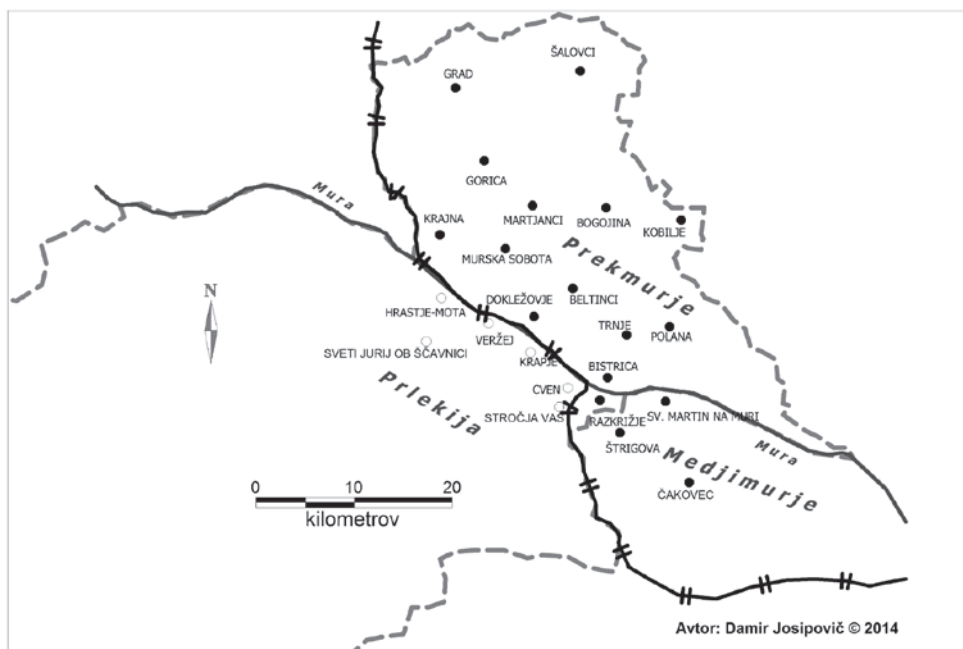 ŠALOVCI
GRAD
GORICA
Mura
KRAJNA
MARTJANCI
BOGOJINA
KOBILJE
MURSKA SOBOTA
Prekmurje
N
HRASTJE-MOTA
DOKLEŽOVJE
BELTINCI
VERŽEJ
TRNJE
POLANA
SVETI JURIJ OB ŠČAVNICI
KRAPJE
BISTRICA
Prlekija
CVEN
STROČJA VAS
RAZKRIŽJE
SV. MARTIN NA MURI
ŠTRIGOVA
Mura
Medjimurje
ČAKOVEC
0 10 20
kilometrov
Avtor: Damir Josipovič © 2014